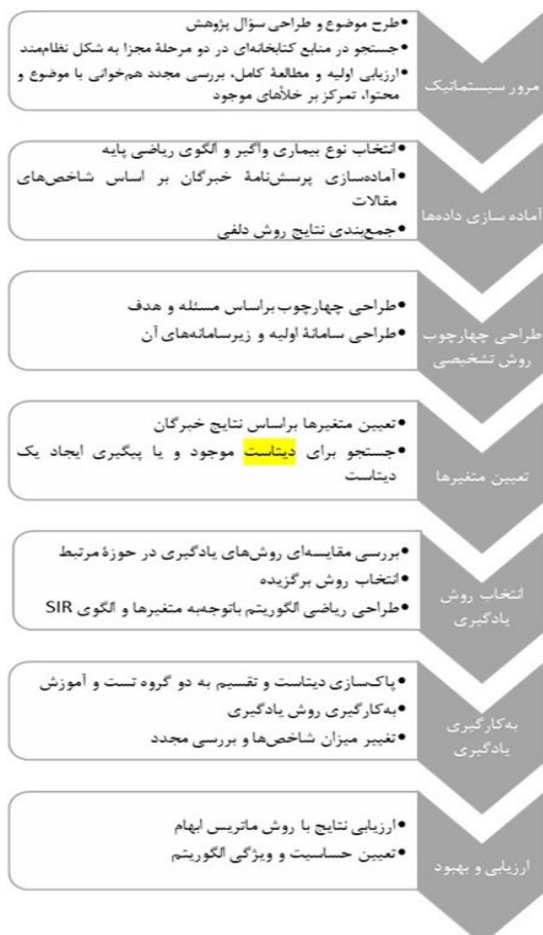 مرور سیستماتیک
•طرح موضوع و طراحی سؤال پژوهش
•جستجو در منابع کتابخانه‌ای در دو مرحلهٔ مجزا به شکل نظام‌مند
•ارزیابی اولیه و مطالعهٔ کامل، بررسی مجدد هم‌خوانی با موضوع و
محتوا، تمرکز بر خلأهای موجود
آماده سازی داده‌ها
•انتخاب نوع بیماری واگیر و الگوی ریاضی پایه
•آماده‌سازی پرسش‌نامهٔ خبرگان بر اساس شاخص‌های
مقالات
•جمع‌بندی نتایج روش دلفی
طراحی چهارچوب
روش تشخیصی
•طراحی چهارچوب براساس مسئله و هدف
•طراحی سامانهٔ اولیه و زیرسامانه‌های آن
تعیین متغیرها
•تعیین متغیرها براساس نتایج خبرگان
•جستجو برای دیتاست موجود و یا پیگیری ایجاد یک
دیتاست
انتخاب روش
یادگیری
•بررسی مقایسه‌ای روش‌های یادگیری در حوزهٔ مرتبط
•انتخاب روش برگزیده
•طراحی ریاضی الگوریتم باتوجه‌به متغیرها و الگوی SIR
به‌کارگیری
یادگیری
•پاک‌سازی دیتاست و تقسیم به دو گروه تست و آموزش
•به‌کارگیری روش یادگیری
•تغییر میزان شاخص‌ها و بررسی مجدد
ارزیابی و بهبود
•ارزیابی نتایج با روش ماتریس ابهام
•تعیین حساسیت و ویژگی الگوریتم